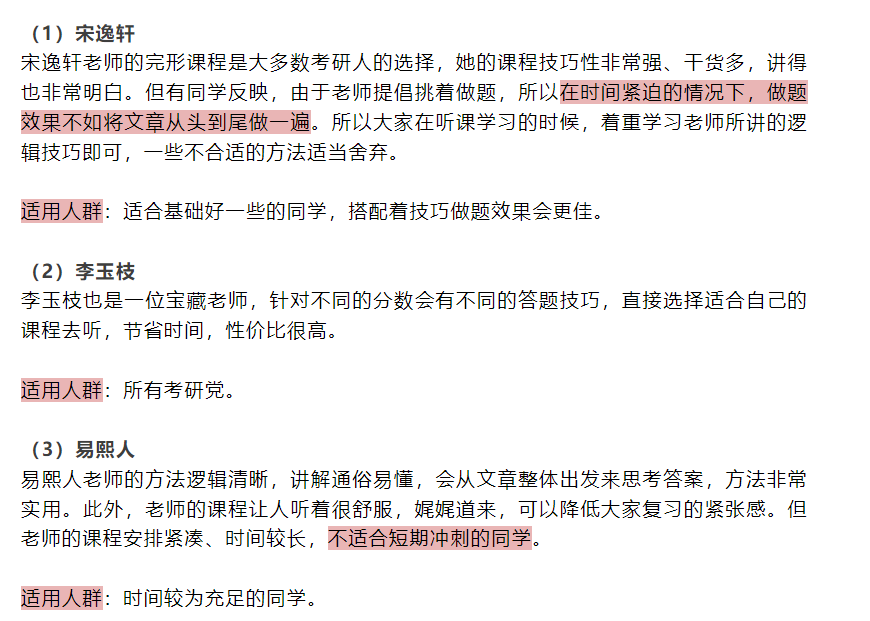 （1）宋逸轩
宋逸轩老师的完形课程是大多数考研人的选择，她的课程技巧性非常强、干货多，讲得
也非常明白。但有同学反映，由于老师提倡挑着做题，所以在时间紧迫的情况下，做题
效果不如将文章从头到尾做一遍。所以大家在听课学习的时候，着重学习老师所讲的逻
辑技巧即可，一些不合适的方法适当舍弃。
适用人群：适合基础好一些的同学，搭配着技巧做题效果会更佳。
（2）李玉枝
李玉枝也是一位宝藏老师，针对不同的分数会有不同的答题技巧，直接选择适合自己的
课程去听，节省时间，性价比很高。
适用人群：所有考研党。
（3）易熙人
易熙人老师的方法逻辑清晰，讲解通俗易懂，会从文章整体出发来思考答案，方法非常
实用。此外，老师的课程让人听着很舒服，娓娓道来，可以降低大家复习的紧张感。但
老师的课程安排紧凑、时间较长，不适合短期冲刺的同学。
适用人群：时间较为充足的同学。